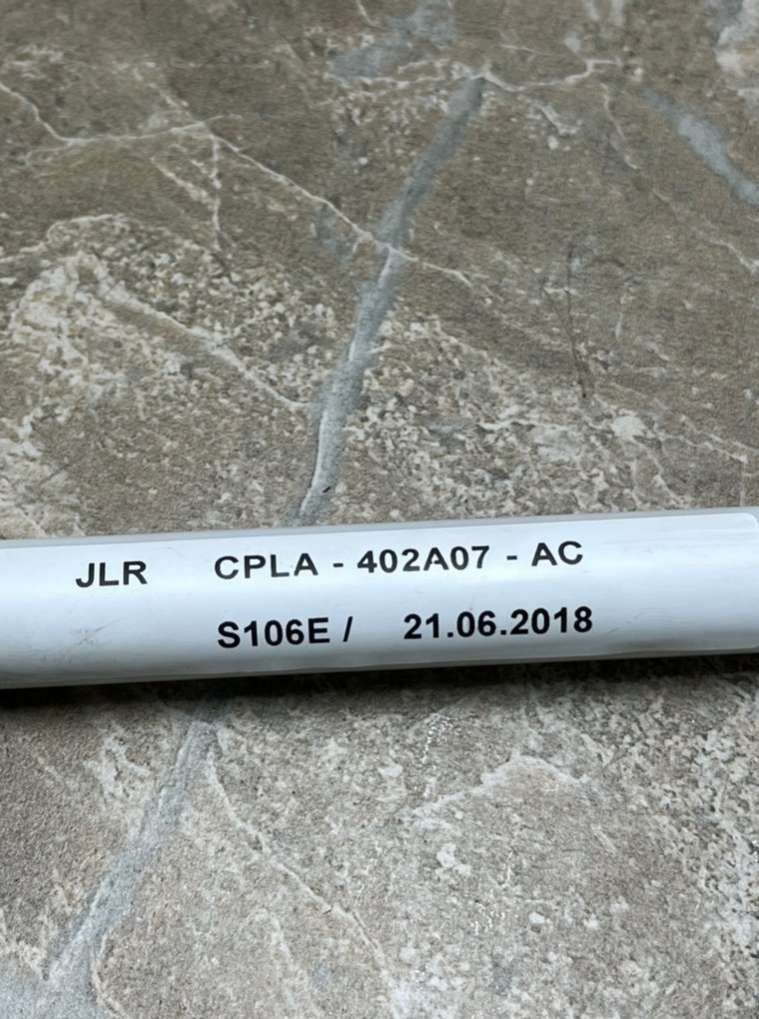 JLR CPLA - 402A07 - AC
S106E / 21.06.2018